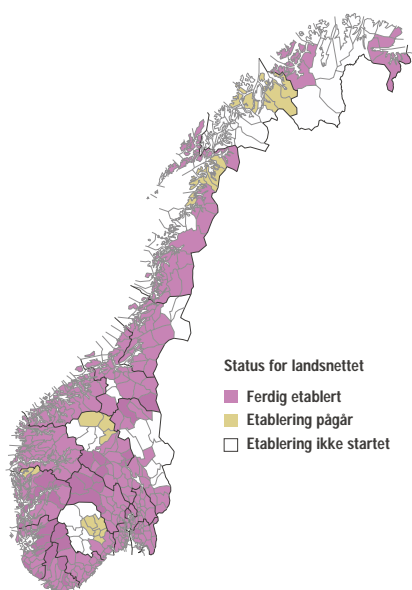 Status for landsnettet
Ferdig etablert
Etablering pågår
Etablering ikke startet